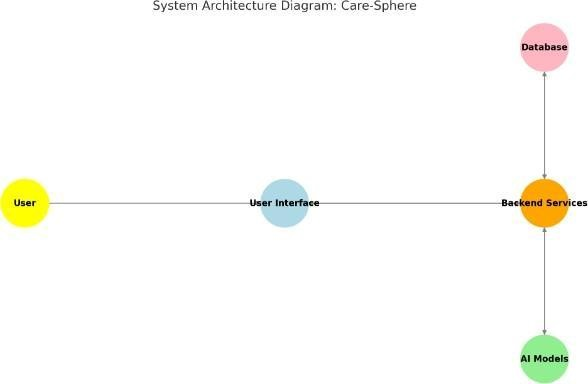 System Architecture Diagram: Care-Sphere
Database
User
User Interface
Backend Services
AI Models